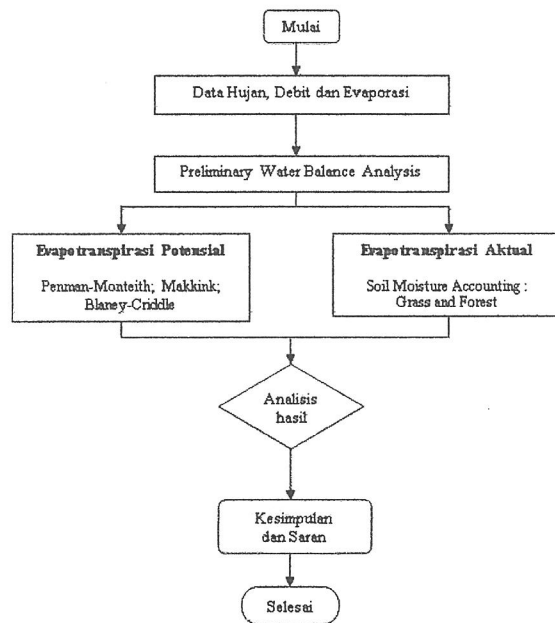 Mulai
Data Hujan, Debit dan Evaporasi
Preliminary Water Balance Analysis
Evapotranspirasi Potensial
Penman-Monteith; Makkink;
Blaney-Criddle
Evapotranspirasi Aktual
Soil Moisture Accounting :
Grass and Forest
Analisis
hasil
Kesimpulan
dan Saran
Selesai